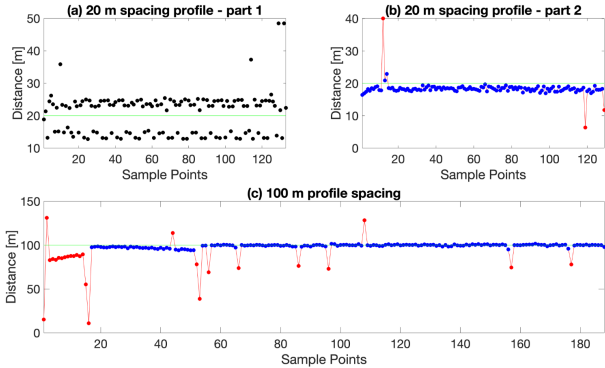 (a) 20 m spacing profile - part 1
50
40
30
20
10
Distance [m]
20 40 60 80 100 120
Sample Points
(b) 20 m spacing profile - part 2
40
30
20
10
0
Distance [m]
20 40 60 80 100 120
Sample Points
(c) 100 m profile spacing
150
100
50
0
Distance [m]
20 40 60 80 100 120 140 160 180
Sample Points